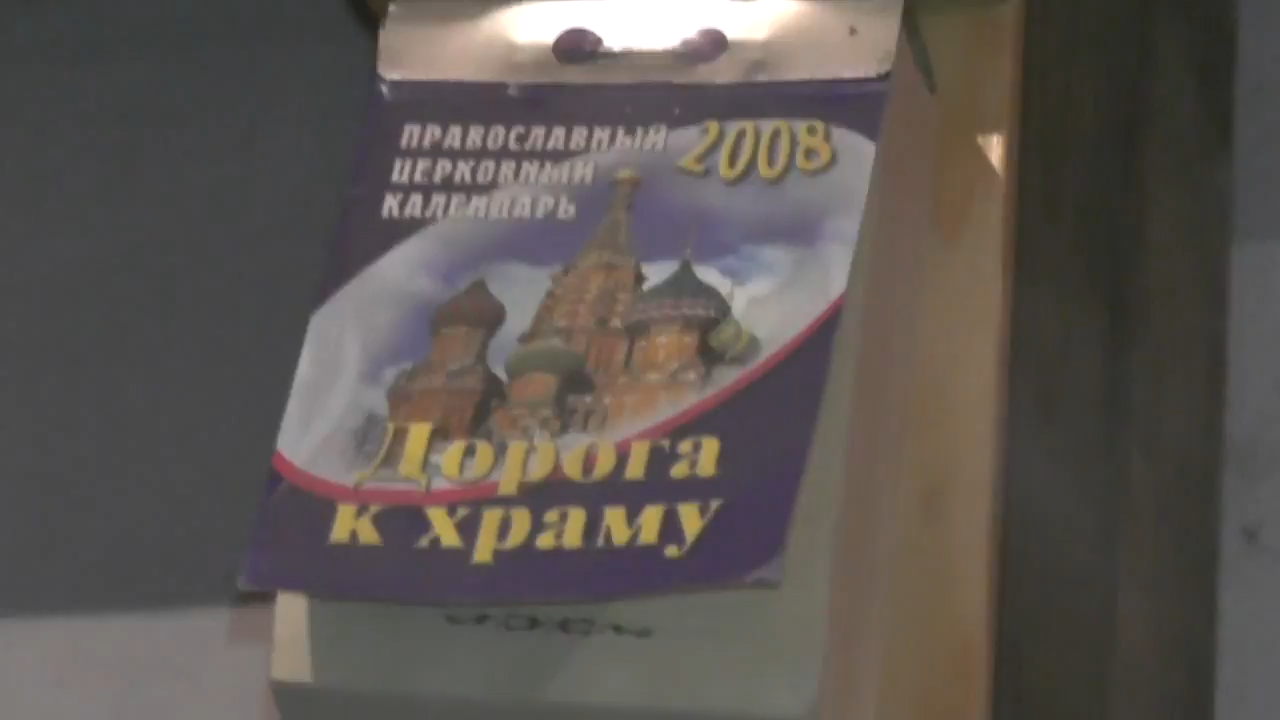 ПРАВОСЛАВНЫЙ 2008
ЦЕРКОВНЫЙ
КАЛЕНДАРЬ
Дорога
к храму